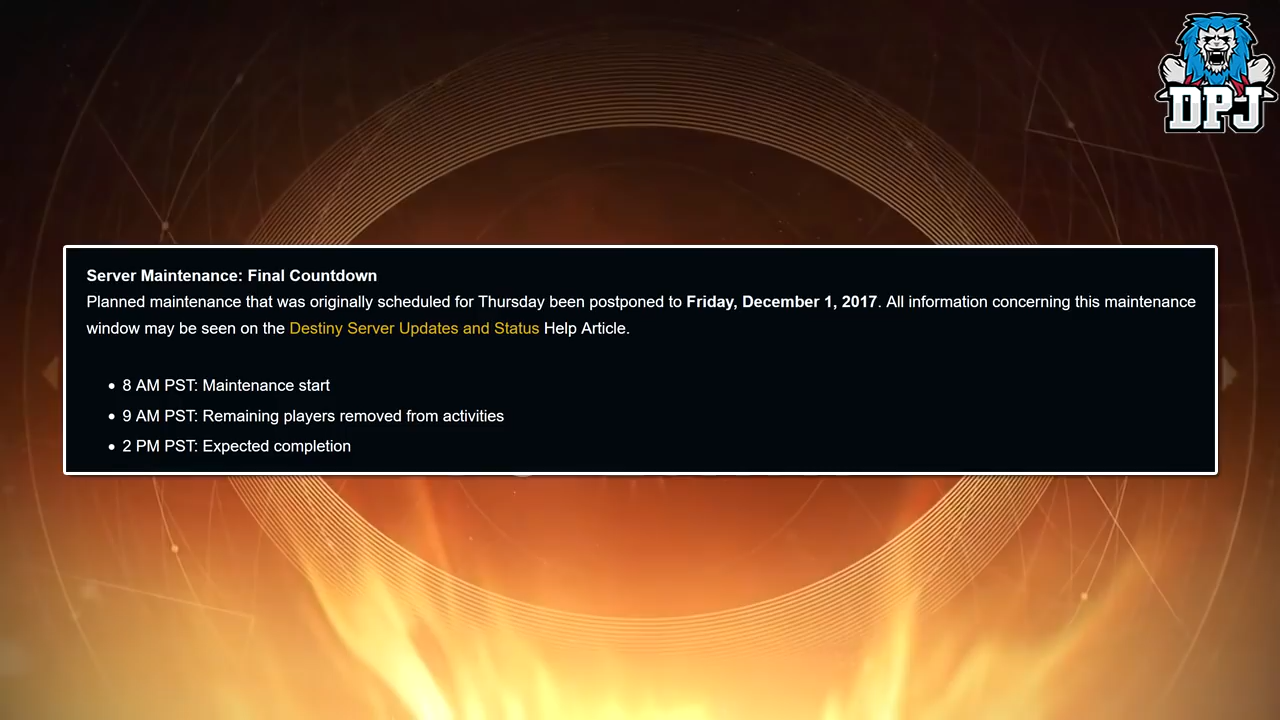 DPJ
Server Maintenance: Final Countdown
Planned maintenance that was originally scheduled for Thursday been postponed to Friday, December 1, 2017. All information concerning this maintenance
window may be seen on the Destiny Server Updates and Status Help Article.
• 8 AM PST: Maintenance start
• 9 AM PST: Remaining players removed from activities
• 2 PM PST: Expected completion